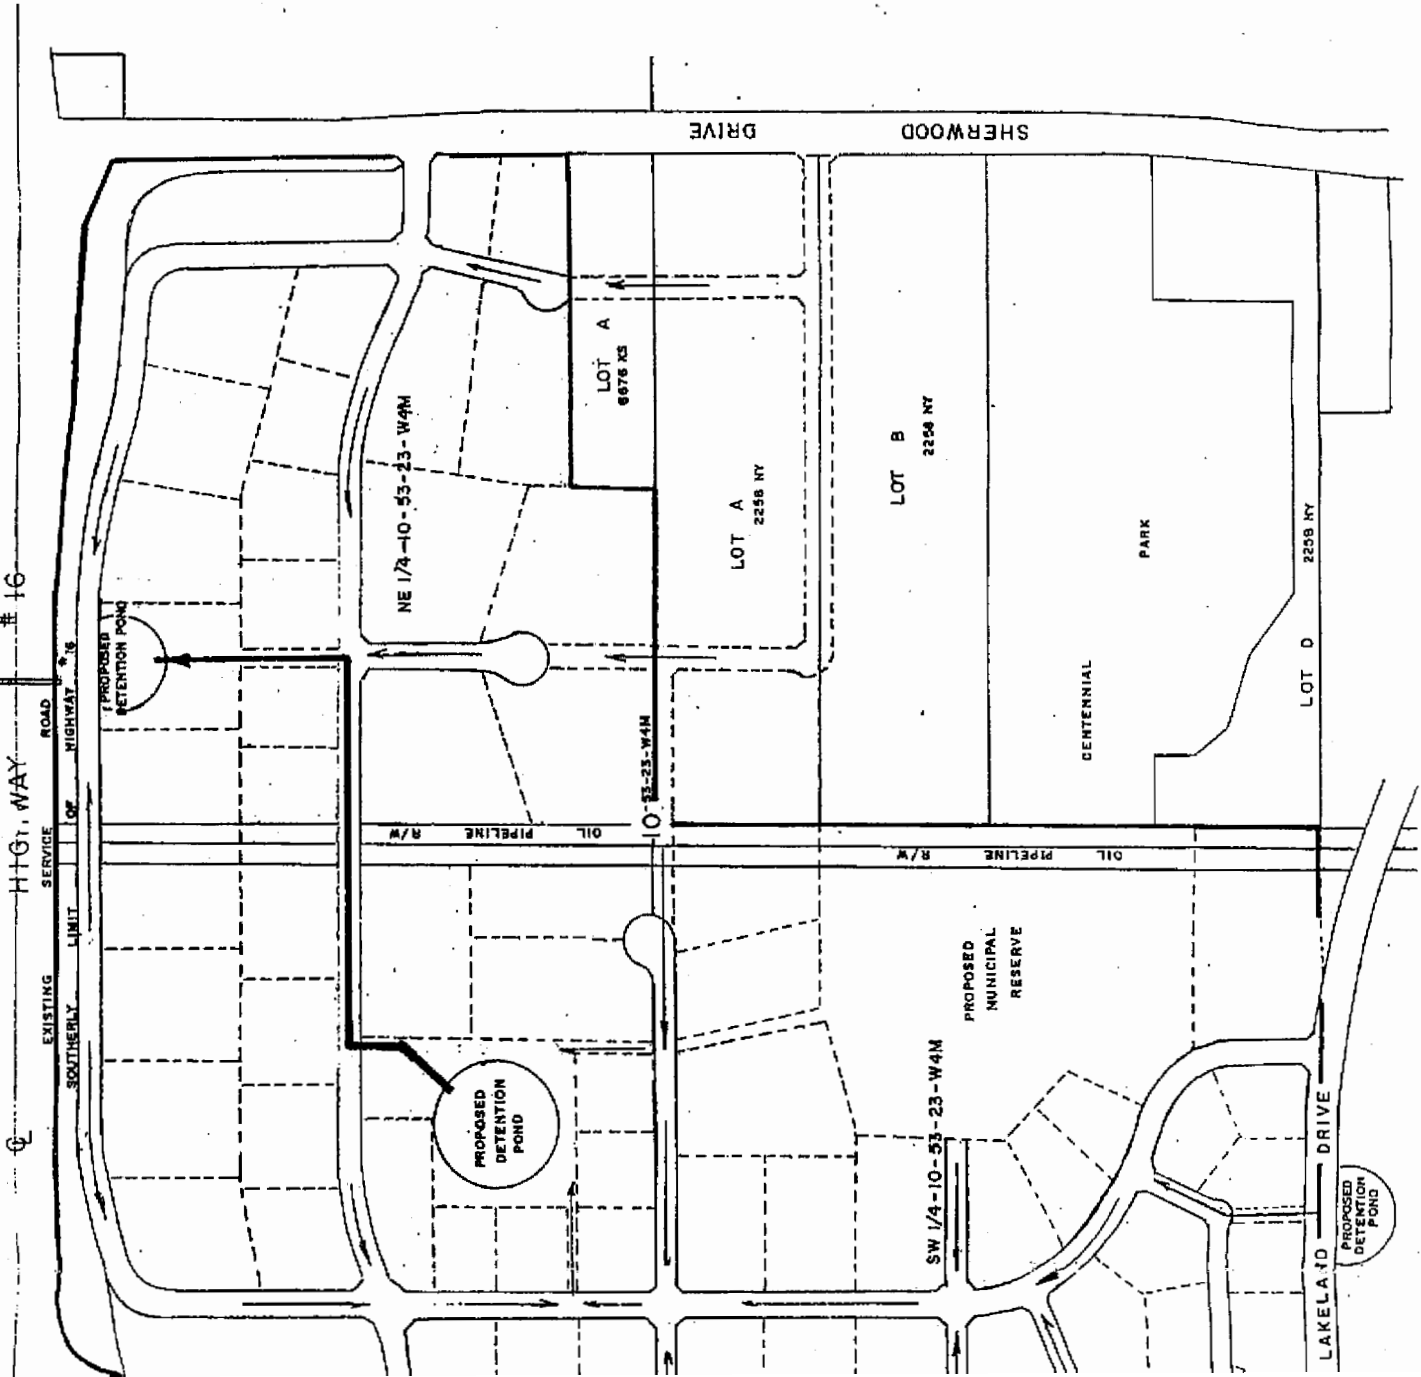 SHERWOOD
DRIVE
HIGHWAY # 16
EXISTING SERVICE ROAD
SOUTHERLY LIMIT OF HIGHWAY # 16
PROPOSED
DETENTION POND
NE 1/4-10-53-23-W4M
LOT A
6676 KS
LOT A
2258 NY
LOT B
2258 NY
CENTENNIAL PARK
LOT D 2258 NY
10-53-23-W4M
OIL PIPELINE R/W
OIL PIPELINE R/W
PROPOSED
MUNICIPAL
RESERVE
PROPOSED
DETENTION
POND
SW 1/4-10-53-23-W4M
LAKELAND DRIVE
PROPOSED
DETENTION
POND